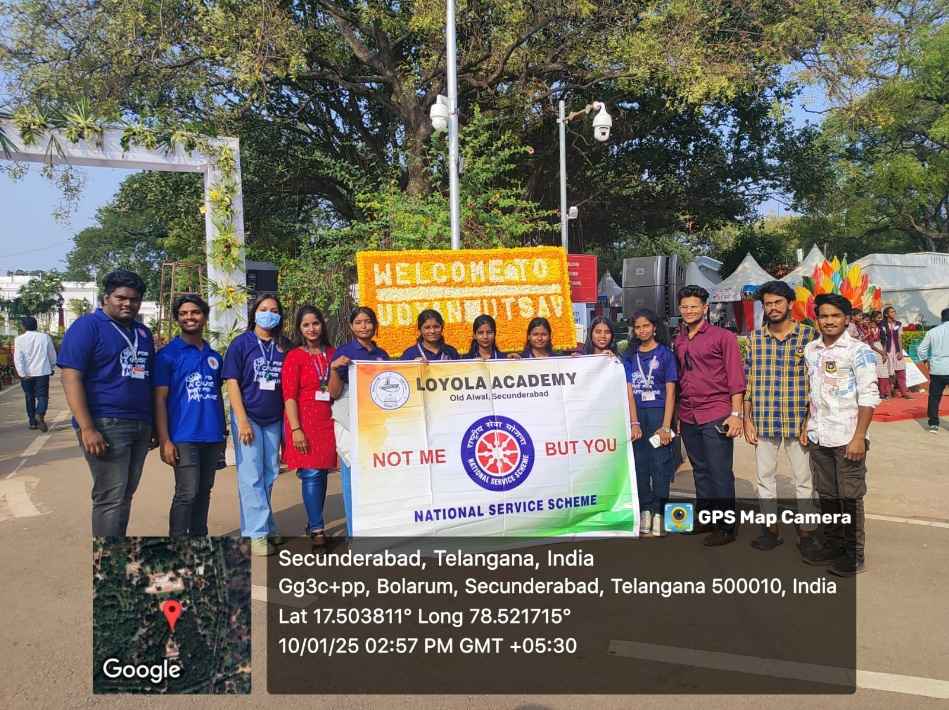 WELCOME TO
UDYAN UTSAV
LOYOLA ACADEMY
Old Alwal, Secunderabad
राष्ट्रीय सेवा योजना
NOT ME
BUT YOU
NATIONAL SERVICE SCHEME
NATIONAL SERVICE SCHEME
GPS Map Camera
Secunderabad, Telangana, India
Gg3c+pp, Bolarum, Secunderabad, Telangana 500010, India
Lat 17.503811° Long 78.521715°
10/01/25 02:57 PM GMT +05:30
Google